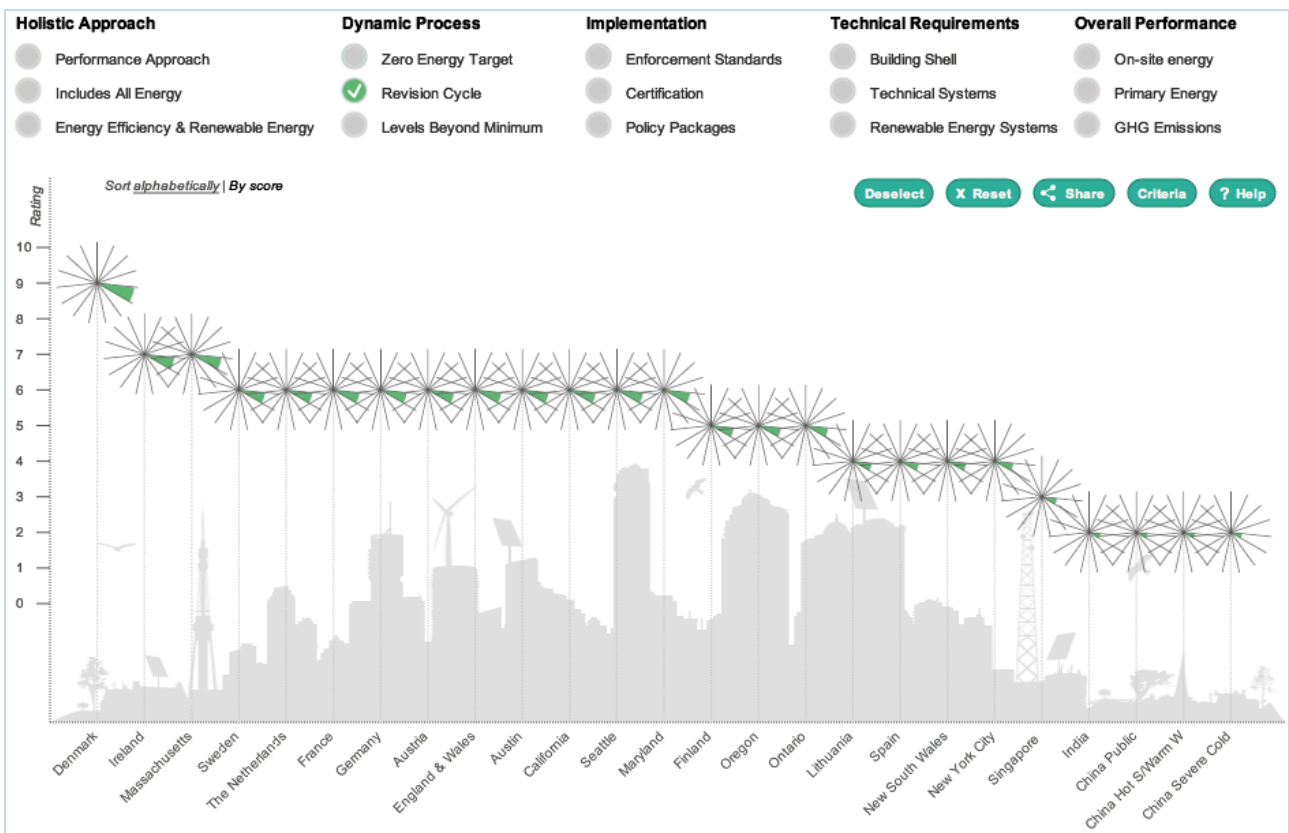 Holistic Approach
Performance Approach
Includes All Energy
Energy Efficiency & Renewable Energy
Dynamic Process
Zero Energy Target
Revision Cycle
Levels Beyond Minimum
Implementation
Enforcement Standards
Certification
Policy Packages
Technical Requirements
Building Shell
Technical Systems
Renewable Energy Systems
Overall Performance
On-site energy
Primary Energy
GHG Emissions
Sort alphabetically | By score
Deselect
X Reset
Share
Criteria
? Help
Rating
10
9
8
7
6
5
4
3
2
1
0
Denmark
Ireland
Massachusetts
Sweden
The Netherlands
France
Germany
Austria
England & Wales
Austin
California
Seattle
Maryland
Finland
Oregon
Ontario
Lithuania
Spain
New South Wales
New York City
Singapore
India
China Public
China Hot S/Warm W
China Severe Cold